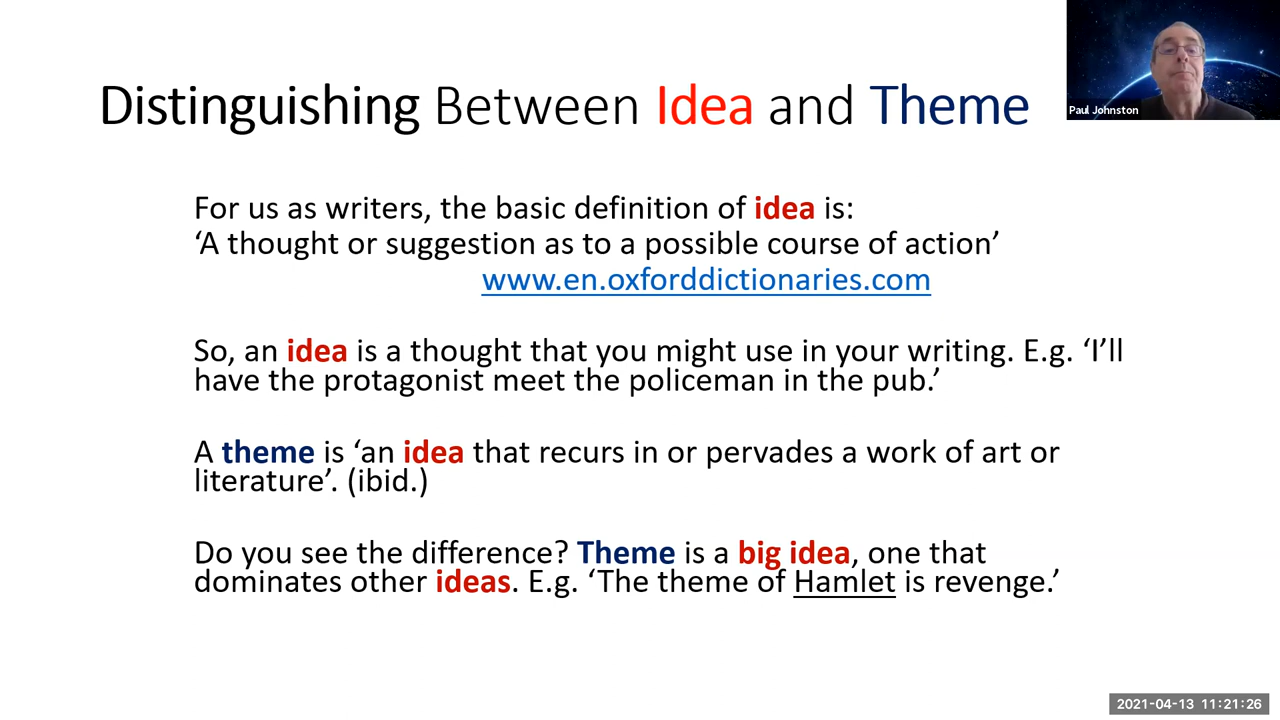 Distinguishing Between Idea and Theme
Paul Johnston
For us as writers, the basic definition of idea is:
‘A thought or suggestion as to a possible course of action’
www.en.oxforddictionaries.com
So, an idea is a thought that you might use in your writing. E.g. ‘I’ll
have the protagonist meet the policeman in the pub.’
A theme is ‘an idea that recurs in or pervades a work of art or
literature’. (ibid.)
Do you see the difference? Theme is a big idea, one that
dominates other ideas. E.g. ‘The theme of Hamlet is revenge.’
2021-04-13 11:21:26